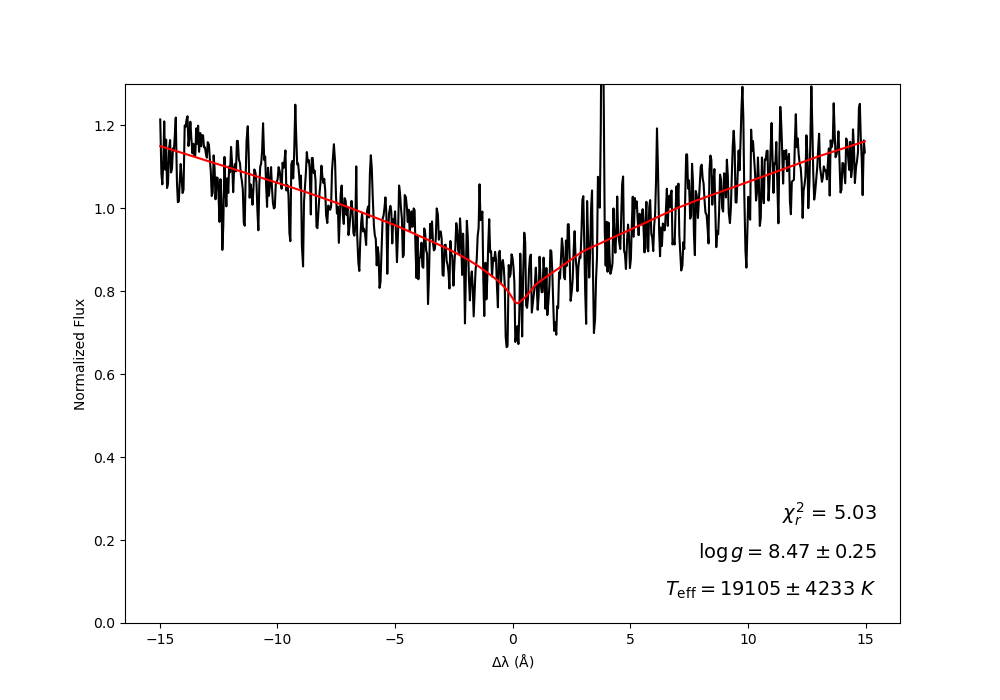 1.2
1.0
0.8
0.6
0.4
0.2
0.0
Normalized Flux
χ²ᵣ = 5.03
log g = 8.47 ± 0.25
T_eff = 19105 ± 4233 K
−15 −10 −5 0 5 10 15
Δλ (Å)